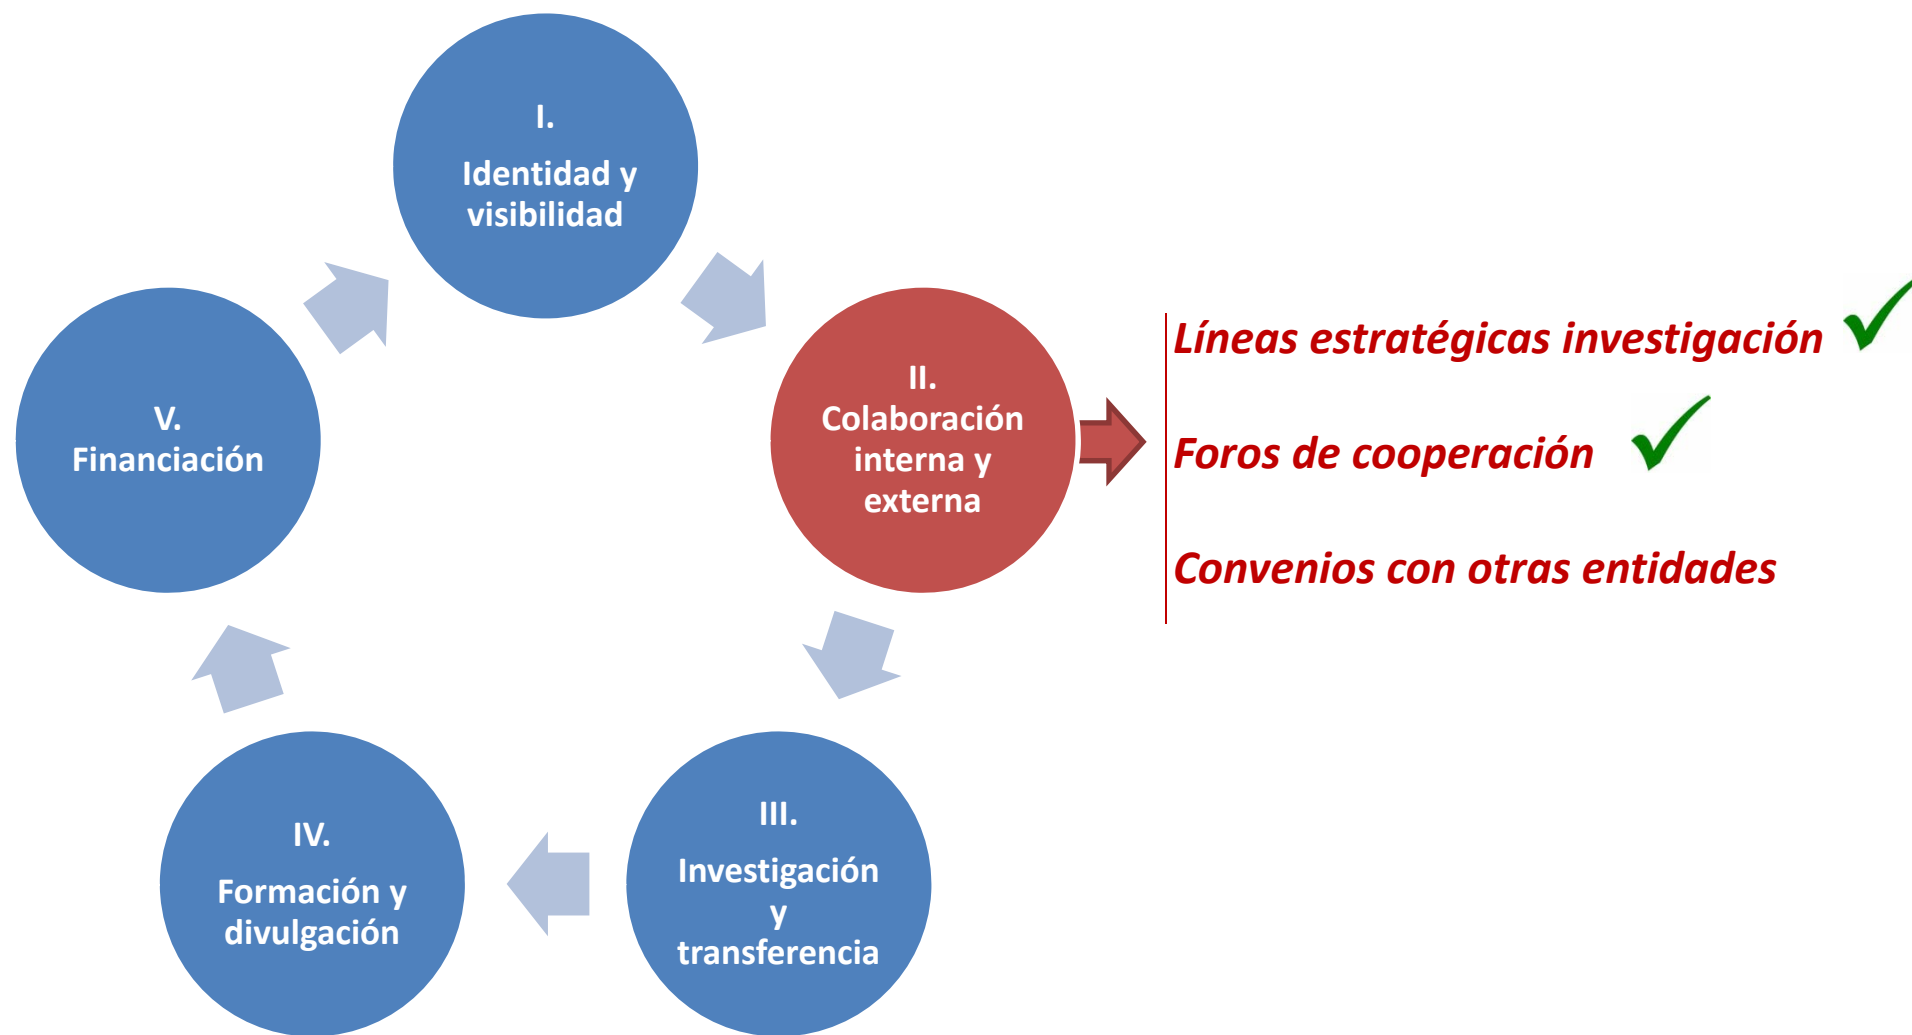 I.
Identidad y
visibilidad
II.
Colaboración
interna y
externa
Líneas estratégicas investigación
Foros de cooperación
Convenios con otras entidades
III.
Investigación
y
transferencia
IV.
Formación y
divulgación
V.
Financiación